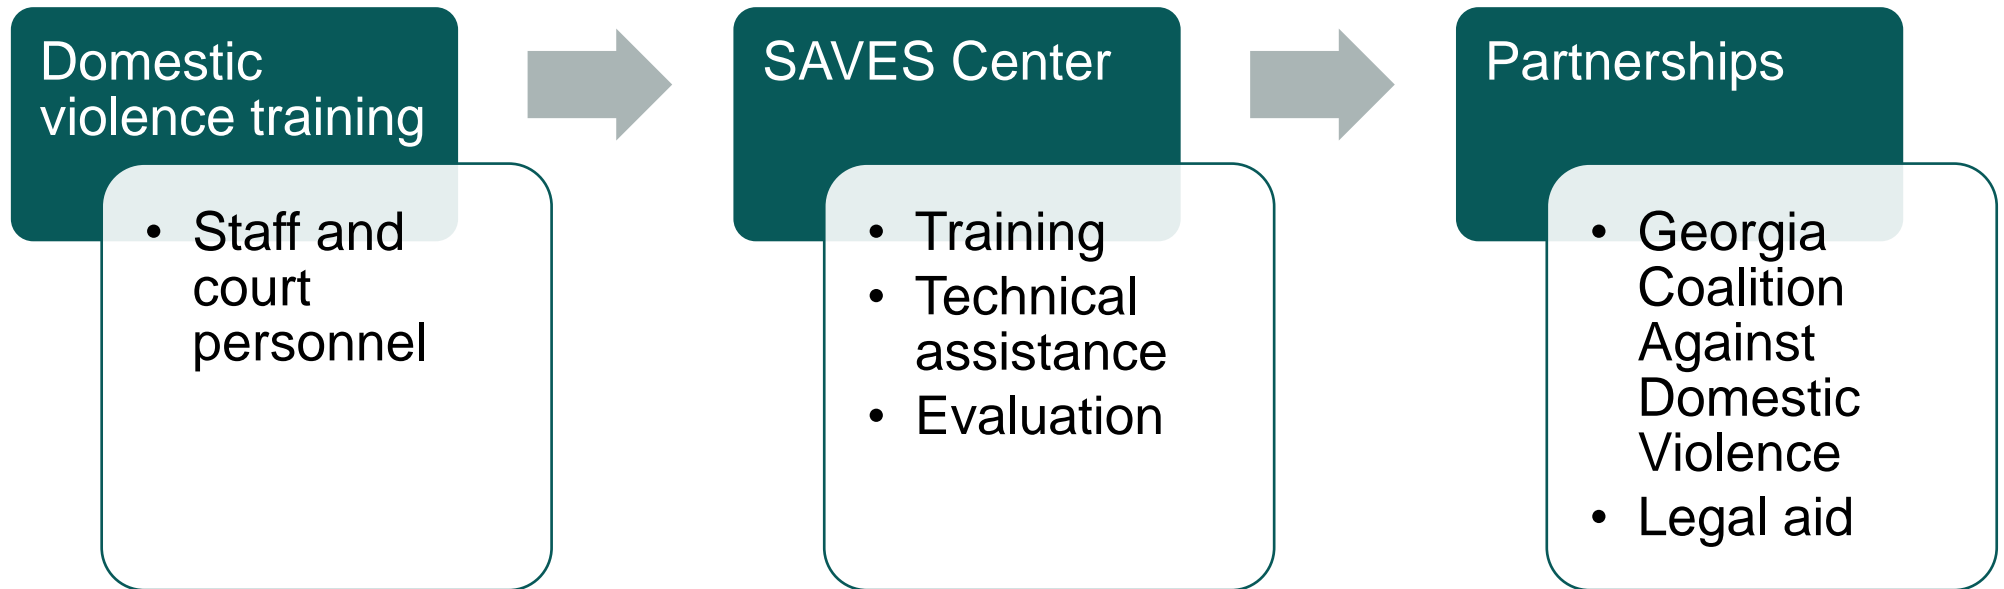 Domestic
violence training
• Staff and
court
personnel
SAVES Center
• Training
• Technical
assistance
• Evaluation
Partnerships
• Georgia
Coalition
Against
Domestic
Violence
• Legal aid